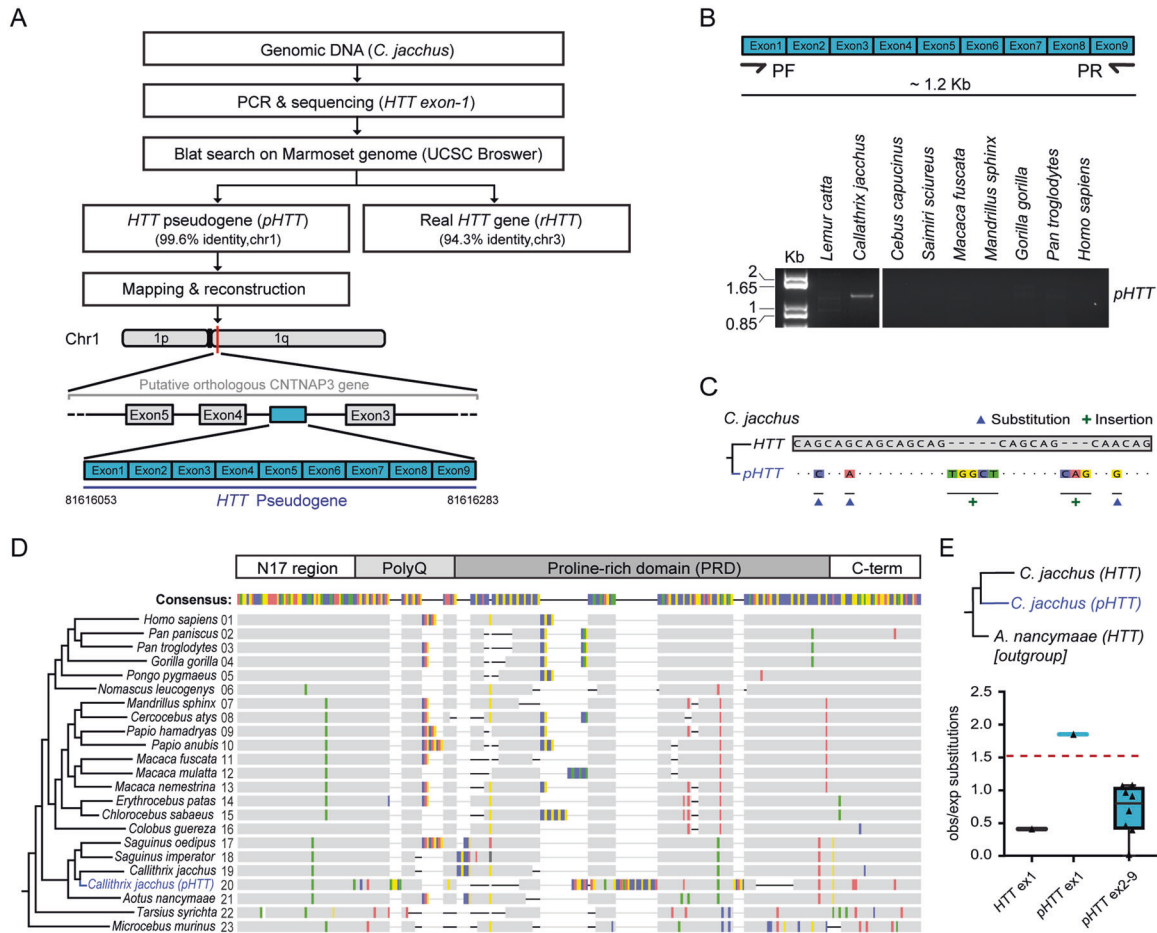 A
Genomic DNA (C. jacchus)
PCR & sequencing (HTT exon-1)
Blat search on Marmoset genome (UCSC Broswer)
HTT pseudogene (pHTT)
(99.6% identity,chr1)
Real HTT gene (rHTT)
(94.3% identity,chr3)
Mapping & reconstruction
Chr1
1p
1q
Putative orthologous CNTNAP3 gene
Exon5
Exon4
Exon3
Exon1 Exon2 Exon3 Exon4 Exon5 Exon6 Exon7 Exon8 Exon9
81616053
HTT Pseudogene
81616283
B
Exon1 Exon2 Exon3 Exon4 Exon5 Exon6 Exon7 Exon8 Exon9
PF
PR
~ 1.2 Kb
Kb
Lemur catta
Callathrix jacchus
Cebus capucinus
Saimiri sciureus
Macaca fuscata
Mandrillus sphinx
Gorilla gorilla
Pan troglodytes
Homo sapiens
2
1.65
1
0.85
pHTT
C
C. jacchus
Substitution
Insertion
HTT
CAGCAGCAGCAGCAG-----CAGCAG---CAACAG
pHTT
C A TGGCT CAG G
D
N17 region
PolyQ
Proline-rich domain (PRD)
C-term
Consensus:
Homo sapiens 01
Pan paniscus 02
Pan troglodytes 03
Gorilla gorilla 04
Pongo pygmaeus 05
Nomascus leucogenys 06
Mandrillus sphinx 07
Cercocebus atys 08
Papio hamadryas 09
Papio anubis 10
Macaca fuscata 11
Macaca mulatta 12
Macaca nemestrina 13
Erythrocebus patas 14
Chlorocebus sabaeus 15
Colobus guereza 16
Saguinus oedipus 17
Saguinus imperator 18
Callithrix jacchus 19
Callithrix jacchus (pHTT) 20
Aotus nancymaae 21
Tarsius syrichta 22
Microcebus murinus 23
E
C. jacchus (HTT)
C. jacchus (pHTT)
A. nancymaae (HTT)
[outgroup]
obs/exp substitutions
2.5
2.0
1.5
1.0
0.5
0.0
HTT ex1
pHTT ex1
pHTT ex2-9